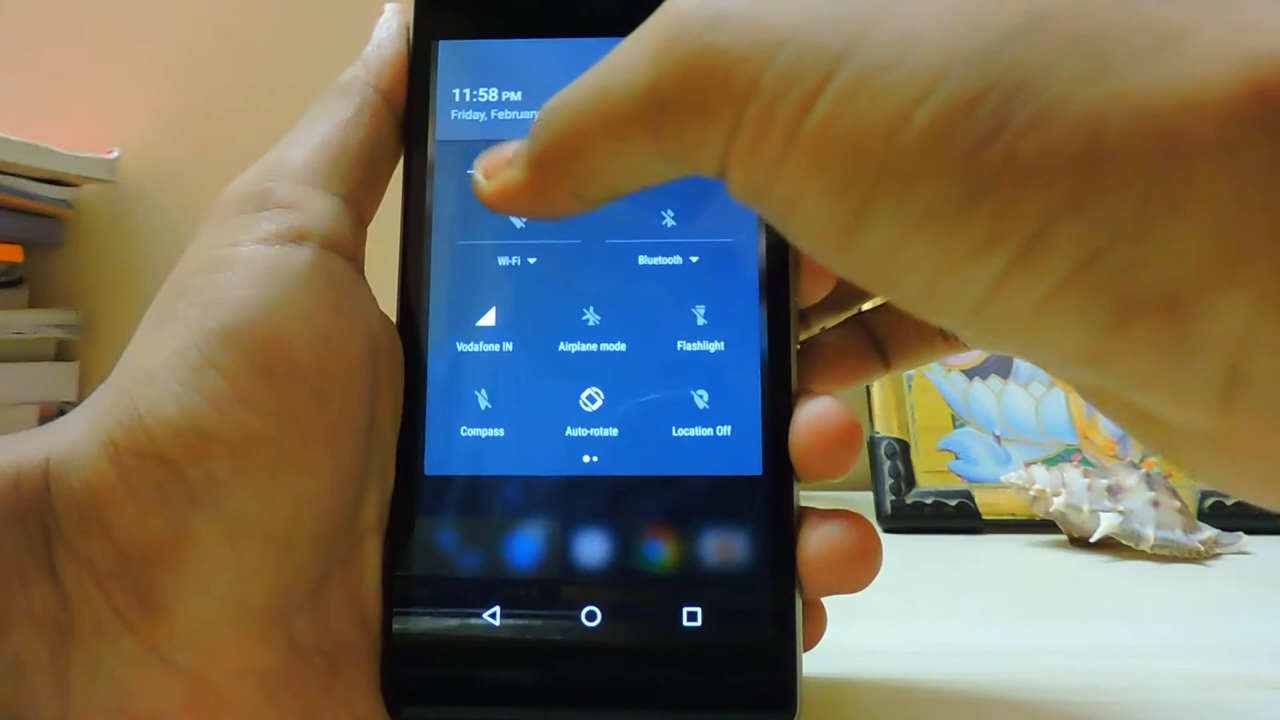 11:58 PM
Friday, February
Wi-Fi Bluetooth
Vodafone IN Airplane mode Flashlight
Compass Auto-rotate Location Off